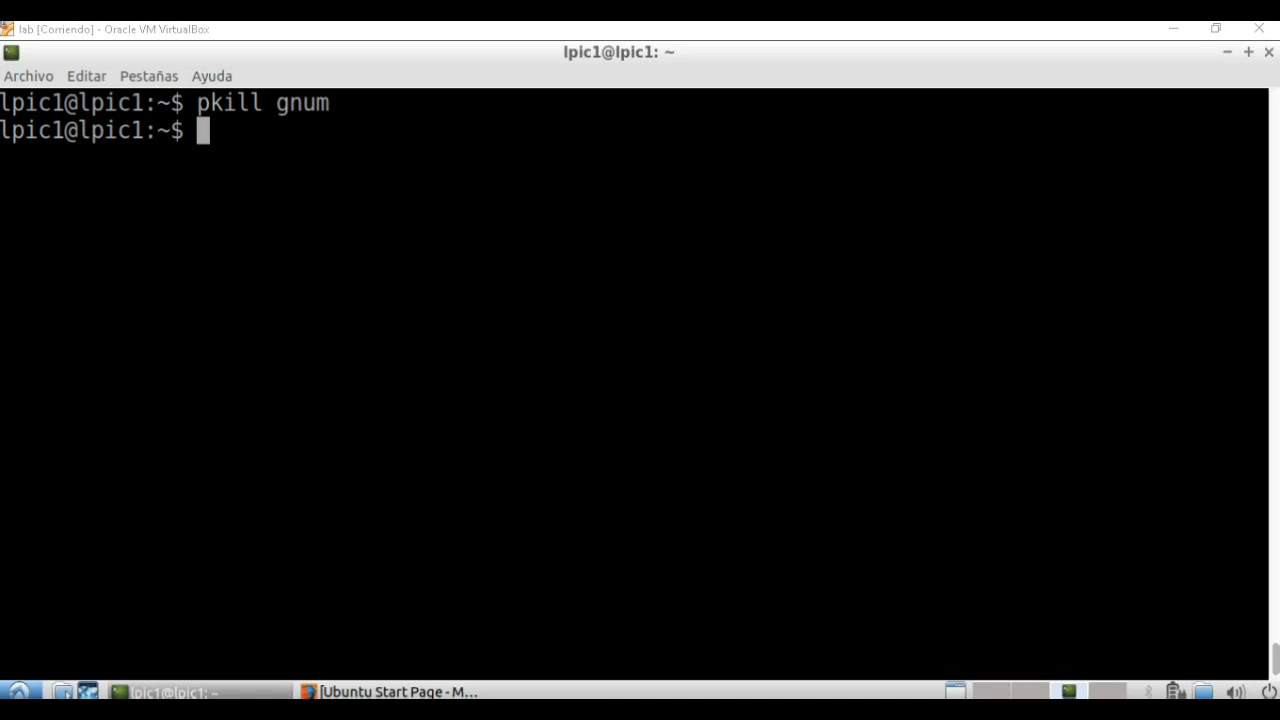 lab [Corriendo] - Oracle VM VirtualBox
lpic1@lpic1: ~
Archivo Editar Pestañas Ayuda
lpic1@lpic1:~$ pkill gnum
lpic1@lpic1:~$
lpic1@lpic1: ~ [Ubuntu Start Page - M...